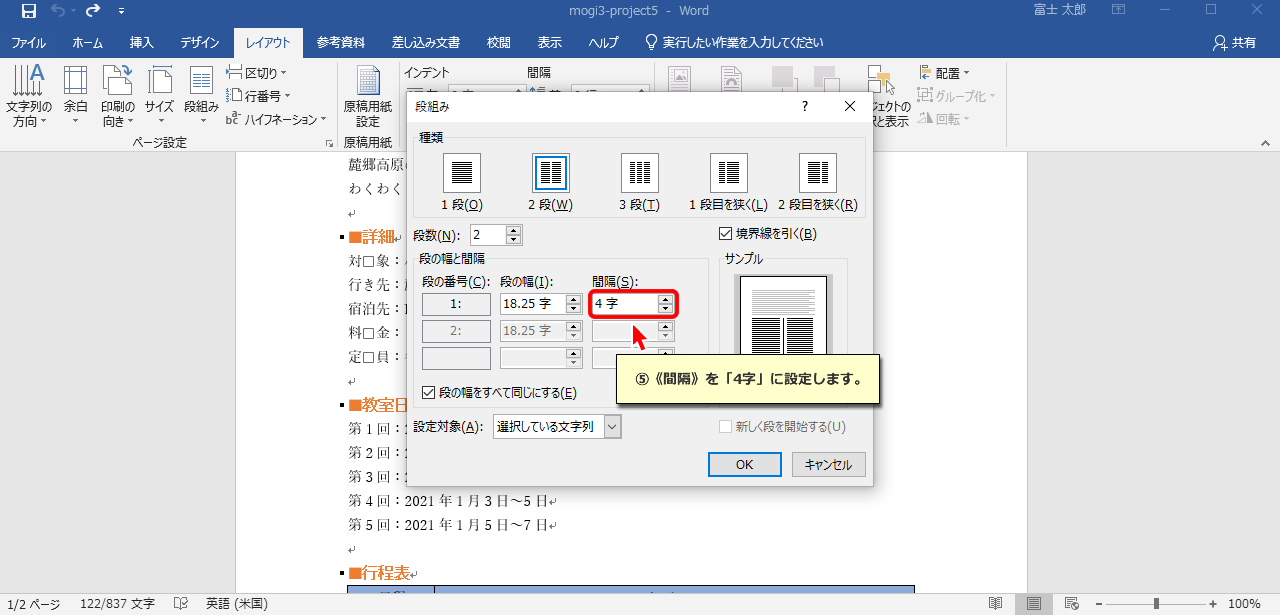 mogi3-project5 - Word
富士 太郎
ファイル ホーム 挿入 デザイン レイアウト 参考資料 差し込み文書 校閲 表示 ヘルプ 実行したい作業を入力してください 共有
文字列の方向 余白 印刷の向き サイズ 段組み
区切り
行番号
ハイフネーション
ページ設定
原稿用紙設定
原稿用紙
インデント 間隔
配置
グループ化
回転
ジェクトの
と表示
麓郷高原
わくわく
■詳細
対□象：
行き先：
宿泊先：
料□金：
定□員：
■教室日
第 1 回：
第 2 回：
第 3 回：
第 4 回：2021 年 1 月 3 日～5 日
第 5 回：2021 年 1 月 5 日～7 日
■行程表
段組み ?
種類
1 段(O) 2 段(W) 3 段(T) 1 段目を狭く(L) 2 段目を狭く(R)
段数(N): 2
境界線を引く(B)
段の幅と間隔
サンプル
段の番号(C): 段の幅(I): 間隔(S):
1: 18.25 字 4 字
2: 18.25 字
⑤《間隔》を「4字」に設定します。
段の幅をすべて同じにする(E)
設定対象(A): 選択している文字列
新しく段を開始する(U)
OK キャンセル
1/2 ページ 122/837 文字 英語 (米国) 100%